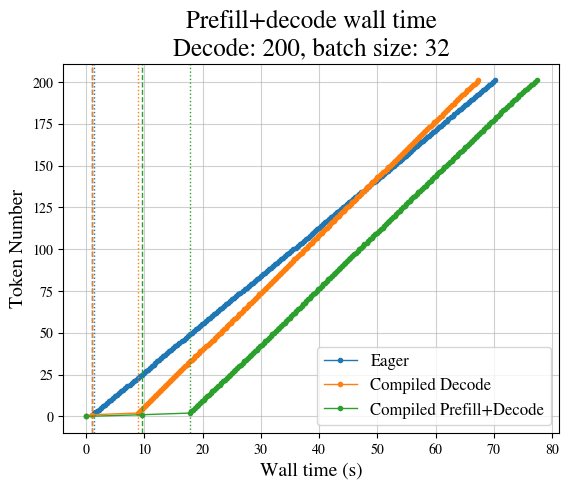 Prefill+decode wall time
Decode: 200, batch size: 32
200
175
150
125
100
75
50
25
0
Token Number
Eager
Compiled Decode
Compiled Prefill+Decode
0 10 20 30 40 50 60 70 80
Wall time (s)